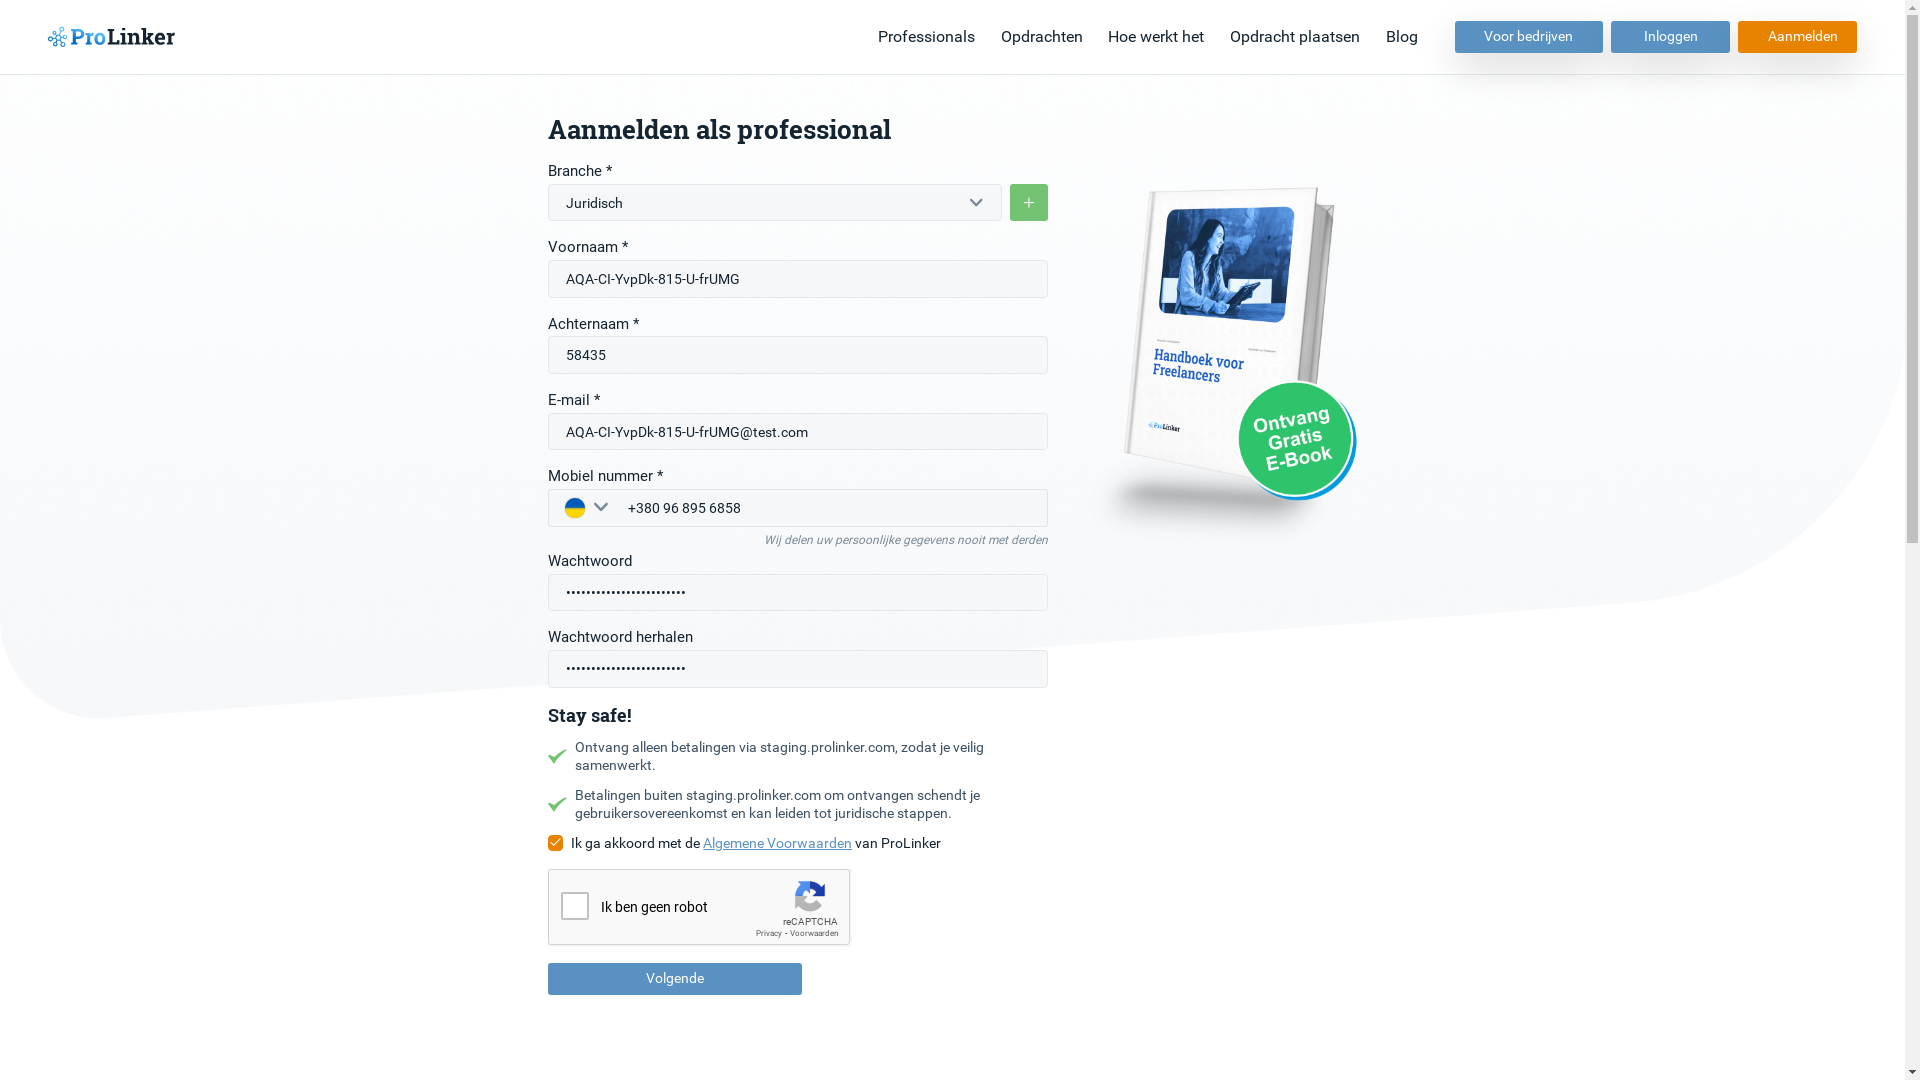 ProLinker
Professionals
Opdrachten
Hoe werkt het
Opdracht plaatsen
Blog
Voor bedrijven
Inloggen
Aanmelden
Aanmelden als professional
Branche *
Juridisch
+
Voornaam *
AQA-CI-YvpDk-815-U-frUMG
Achternaam *
58435
E-mail *
AQA-CI-YvpDk-815-U-frUMG@test.com
Mobiel nummer *
+380 96 895 6858
Wij delen uw persoonlijke gegevens nooit met derden
Wachtwoord
••••••••••••••••••••••••
Wachtwoord herhalen
••••••••••••••••••••••••
Stay safe!
Ontvang alleen betalingen via staging.prolinker.com, zodat je veilig
samenwerkt.
Betalingen buiten staging.prolinker.com om ontvangen schendt je
gebruikersovereenkomst en kan leiden tot juridische stappen.
Ik ga akkoord met de Algemene Voorwaarden van ProLinker
Ik ben geen robot
reCAPTCHA
Privacy - Voorwaarden
Volgende
Handboek voor
Freelancers
ProLinker
Ontvang
Gratis
E-Book